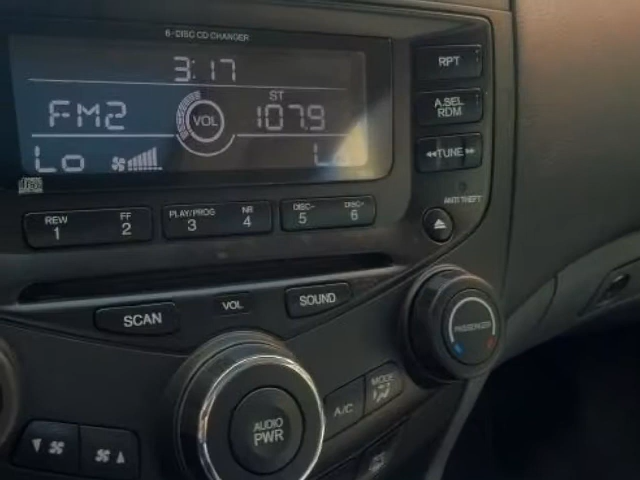 6-DISC CD CHANGER
3:17
RPT
ST
FM2
VOL
107.9
A.SEL
RDM
Lo
Lo
TUNE
ANTI THEFT
REW
1
FF
2
PLAY/PROG
3
NR
4
DISC-
5
DISC+
6
SCAN
VOL
SOUND
PASSENGER
MODE
A/C
AUDIO
PWR